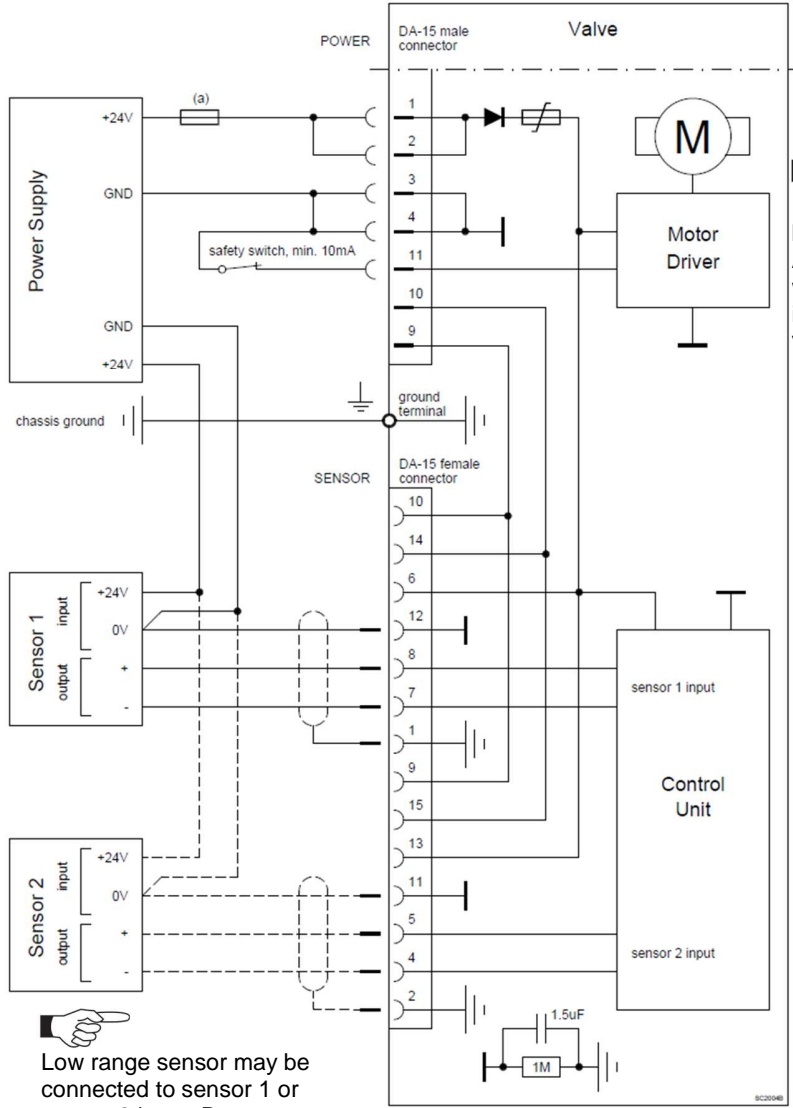 POWER
DA-15 male
connector
Valve
Power Supply
+24V
(a)
GND
safety switch, min. 10mA
GND
+24V
1
2
3
4
11
10
9
M
Motor
Driver
chassis ground
ground
terminal
SENSOR
DA-15 female
connector
10
14
6
12
8
7
1
9
15
13
11
5
4
2
Sensor 1
input
+24V
0V
output
+
-
sensor 1 input
Control
Unit
sensor 2 input
Sensor 2
input
+24V
0V
output
+
-
1.5uF
1M
SC2004B
Low range sensor may be
connected to sensor 1 or